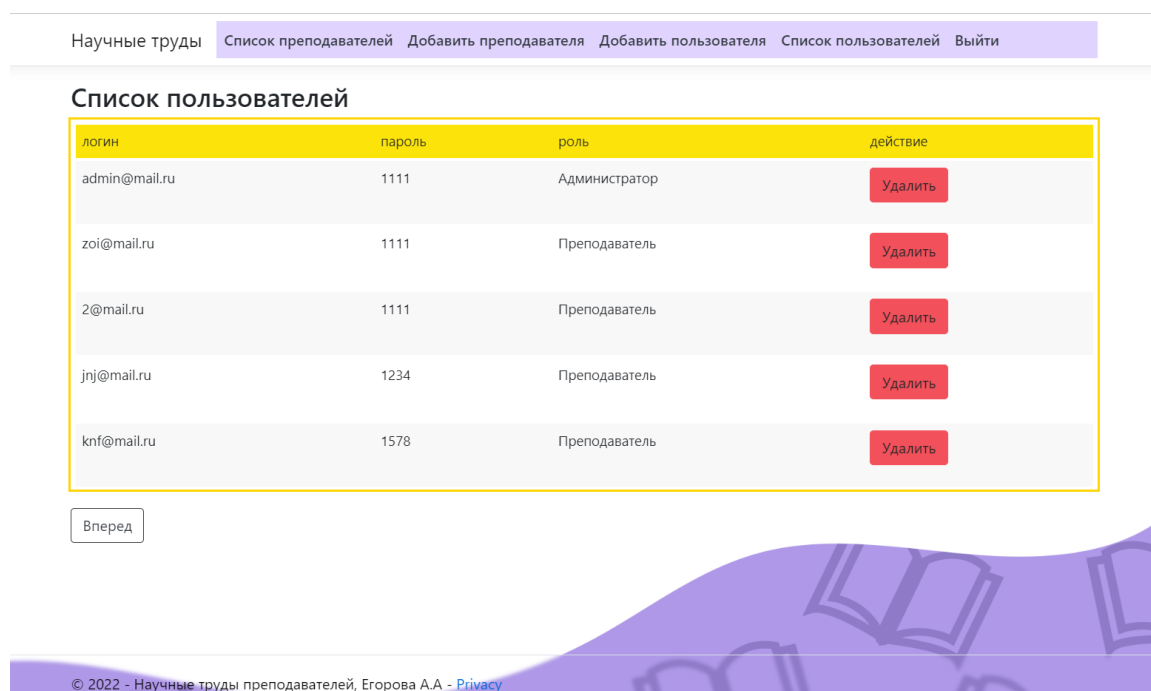 Научные труды Список преподавателей Добавить преподавателя Добавить пользователя Список пользователей Выйти
Список пользователей
логин пароль роль действие
admin@mail.ru 1111 Администратор Удалить
zoi@mail.ru 1111 Преподаватель Удалить
2@mail.ru 1111 Преподаватель Удалить
jnj@mail.ru 1234 Преподаватель Удалить
knf@mail.ru 1578 Преподаватель Удалить
Вперед
© 2022 - Научные труды преподавателей, Егорова А.А - Privacy